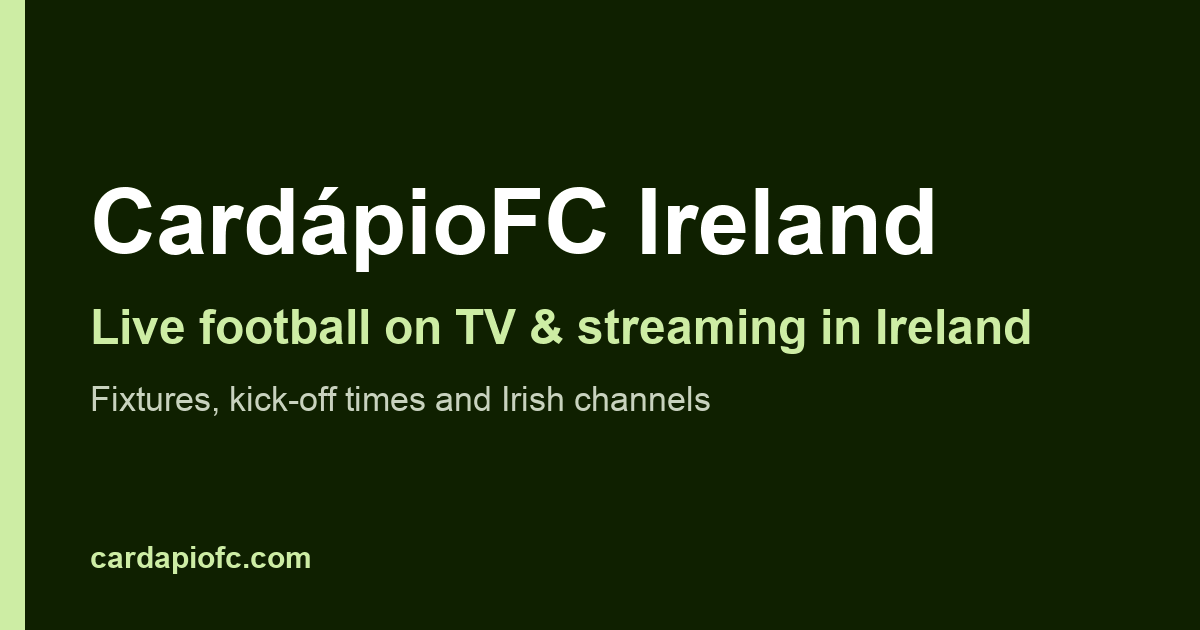 CardápioFC Ireland
Live football on TV & streaming in Ireland
Fixtures, kick-off times and Irish channels
cardapiofc.com